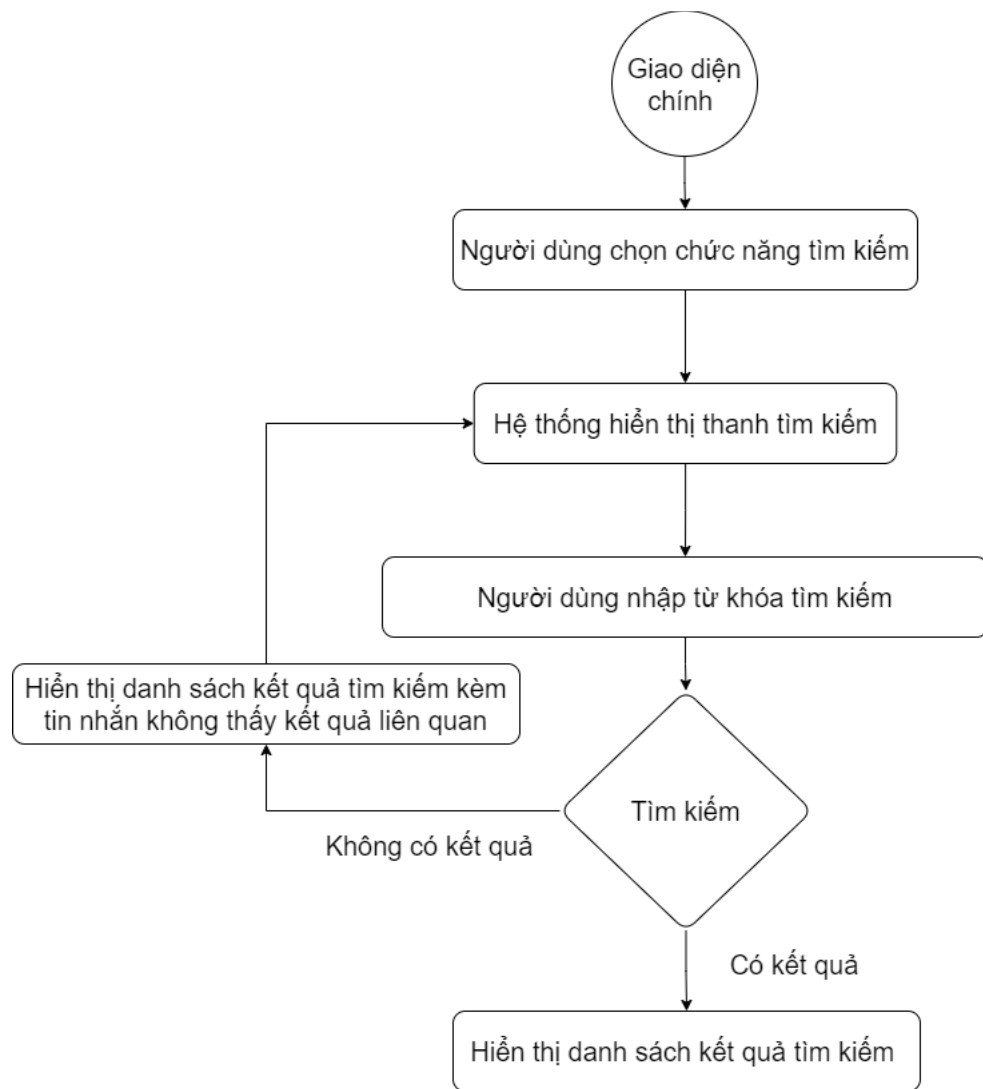 Giao diện
chính
Người dùng chọn chức năng tìm kiếm
Hệ thống hiển thị thanh tìm kiếm
Người dùng nhập từ khóa tìm kiếm
Hiển thị danh sách kết quả tìm kiếm kèm
tin nhắn không thấy kết quả liên quan
Tìm kiếm
Không có kết quả
Có kết quả
Hiển thị danh sách kết quả tìm kiếm